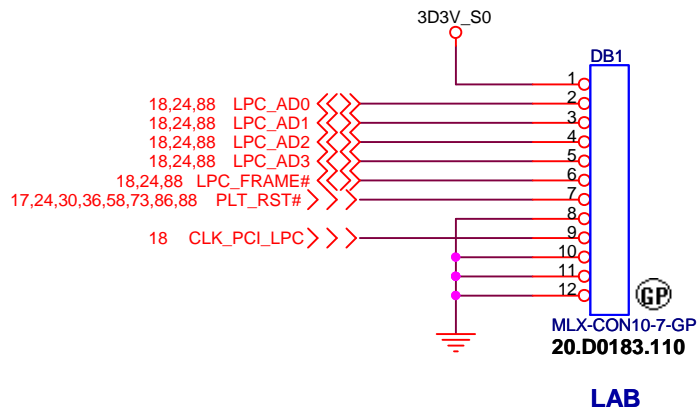 3D3V_S0
DB1
1
18,24,88 LPC_AD0 2
18,24,88 LPC_AD1 3
18,24,88 LPC_AD2 4
18,24,88 LPC_AD3 5
18,24,88 LPC_FRAME# 6
17,24,30,36,58,73,86,88 PLT_RST# 7
8
18 CLK_PCI_LPC 9
10
11
12
GP
MLX-CON10-7-GP
20.D0183.110
LAB